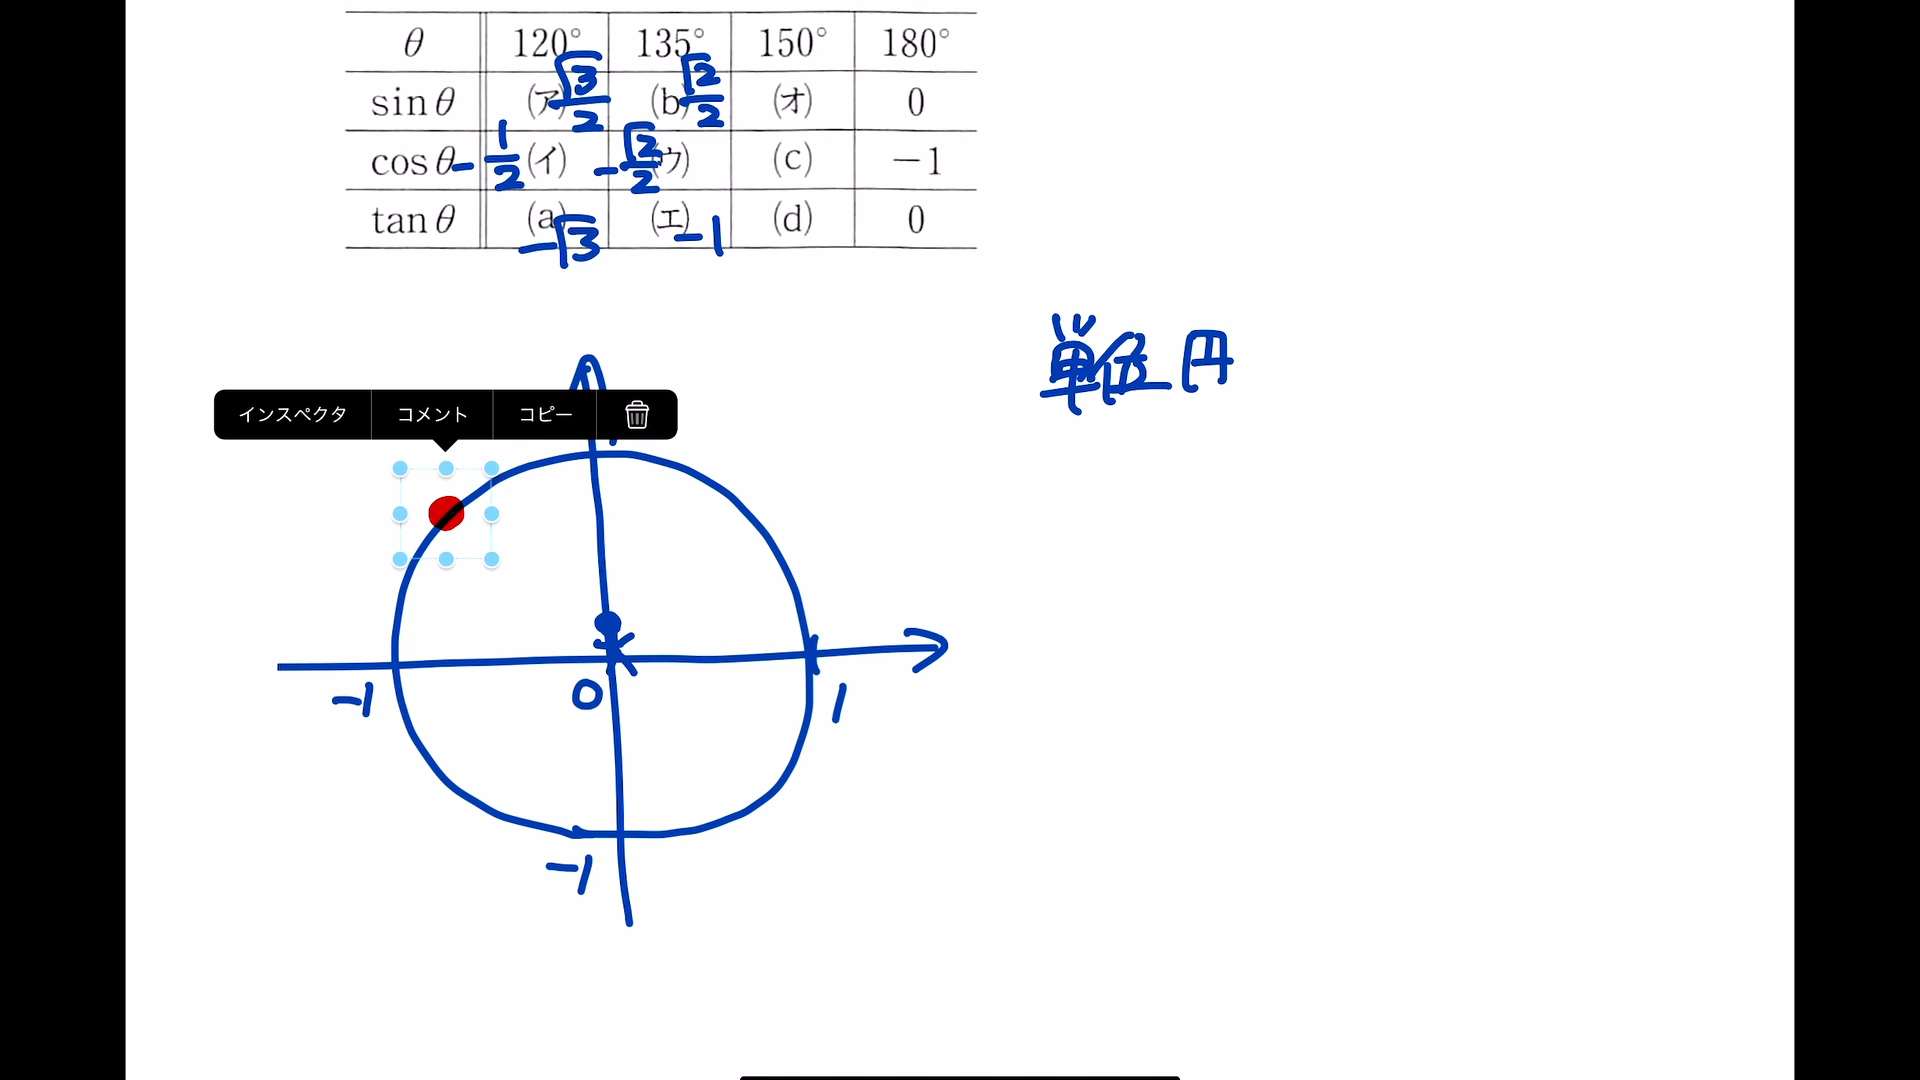 θ 120° 135° 150° 180°
sin θ (ア) √3/2 (b) √2/2 (オ) 0
cos θ -1/2 (イ) -√2/2 (ウ) (c) −1
tan θ (a) -√3 (エ) -1 (d) 0
単位円
インスペクタ コメント コピー
-1 0 1
-1